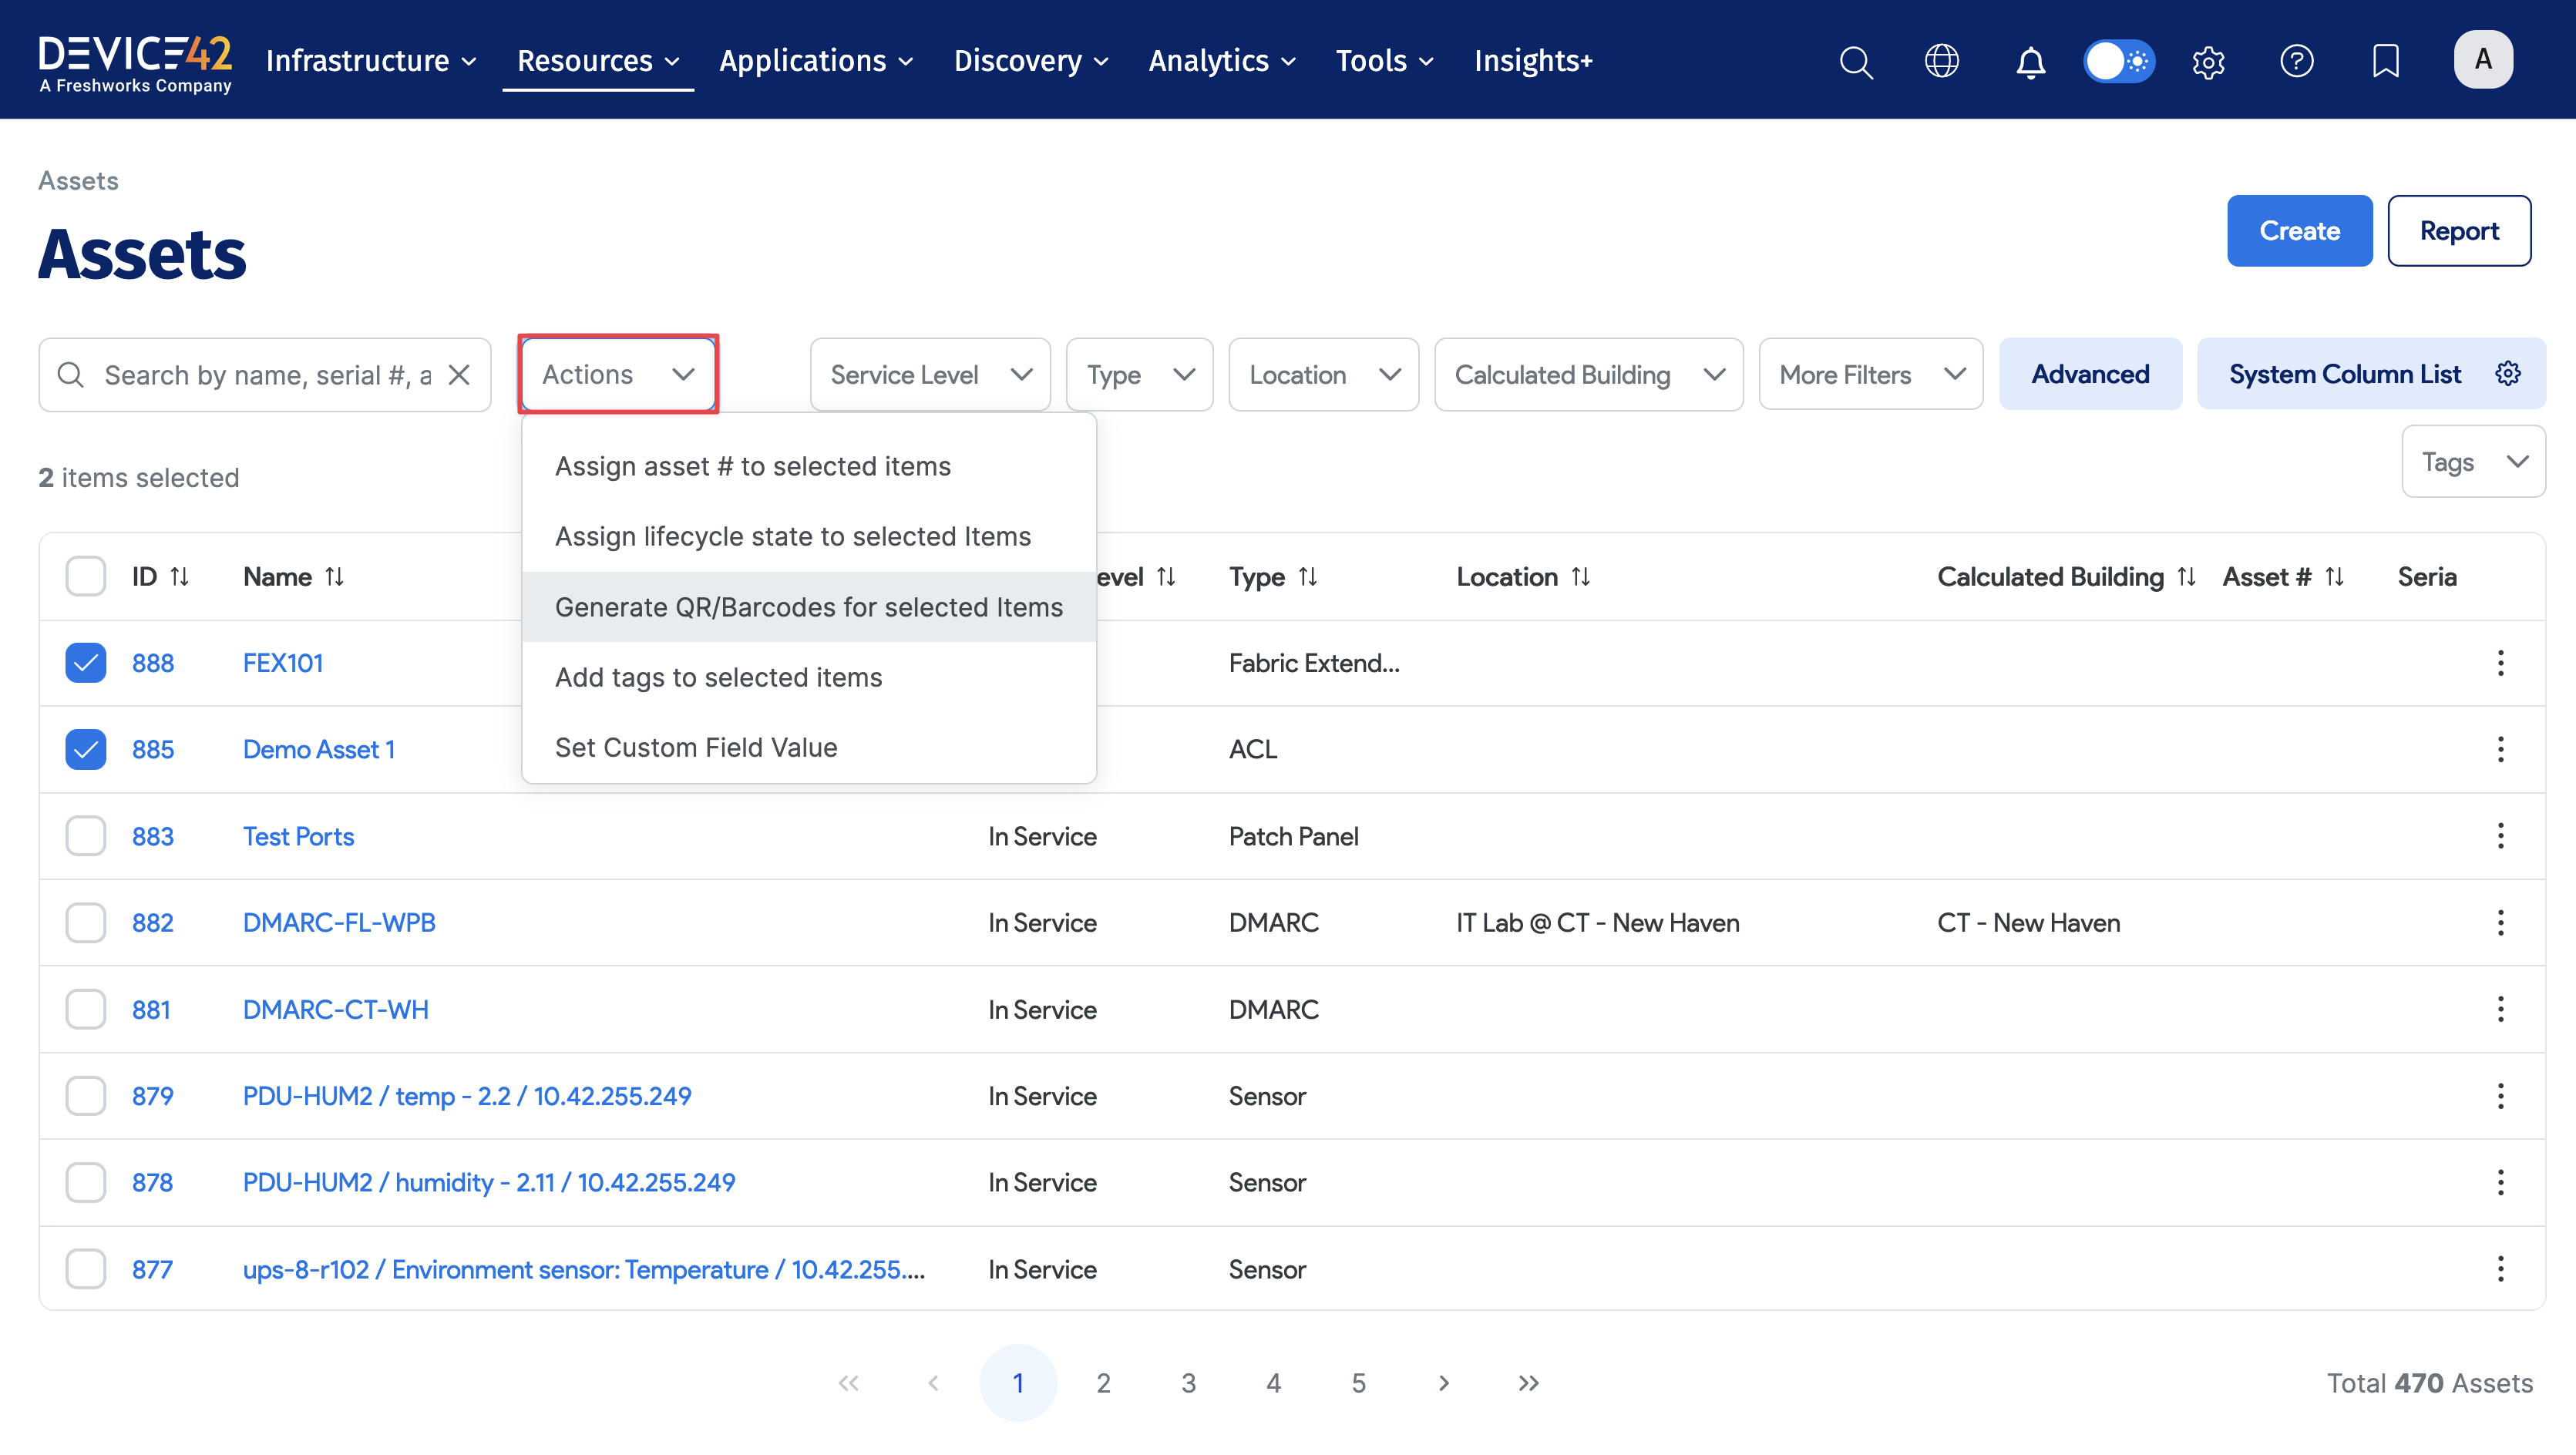 DEVICE42
A Freshworks Company
Infrastructure Resources Applications Discovery Analytics Tools Insights+
A
Assets
Assets
Create Report
Search by name, serial #, a
Actions
Service Level Type Location Calculated Building More Filters Advanced System Column List
Tags
2 items selected
Assign asset # to selected items
Assign lifecycle state to selected Items
Generate QR/Barcodes for selected Items
Add tags to selected items
Set Custom Field Value
ID Name evel Type Location Calculated Building Asset # Seria
888 FEX101 Fabric Extend...
885 Demo Asset 1 ACL
883 Test Ports In Service Patch Panel
882 DMARC-FL-WPB In Service DMARC IT Lab @ CT - New Haven CT - New Haven
881 DMARC-CT-WH In Service DMARC
879 PDU-HUM2 / temp - 2.2 / 10.42.255.249 In Service Sensor
878 PDU-HUM2 / humidity - 2.11 / 10.42.255.249 In Service Sensor
877 ups-8-r102 / Environment sensor: Temperature / 10.42.255.... In Service Sensor
« ‹ 1 2 3 4 5 › »
Total 470 Assets